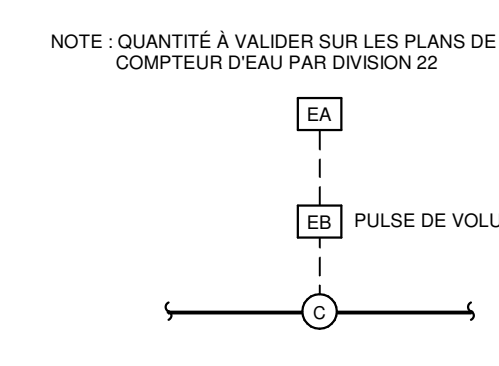 NOTE : QUANTITÉ À VALIDER SUR LES PLANS DE
COMPTEUR D'EAU PAR DIVISION 22
EA
EB PULSE DE VOLU
C